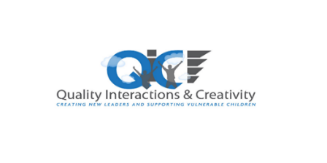 QIC
Quality Interactions & Creativity
CREATING NEW LEADERS AND SUPPORTING VULNERABLE CHILDREN